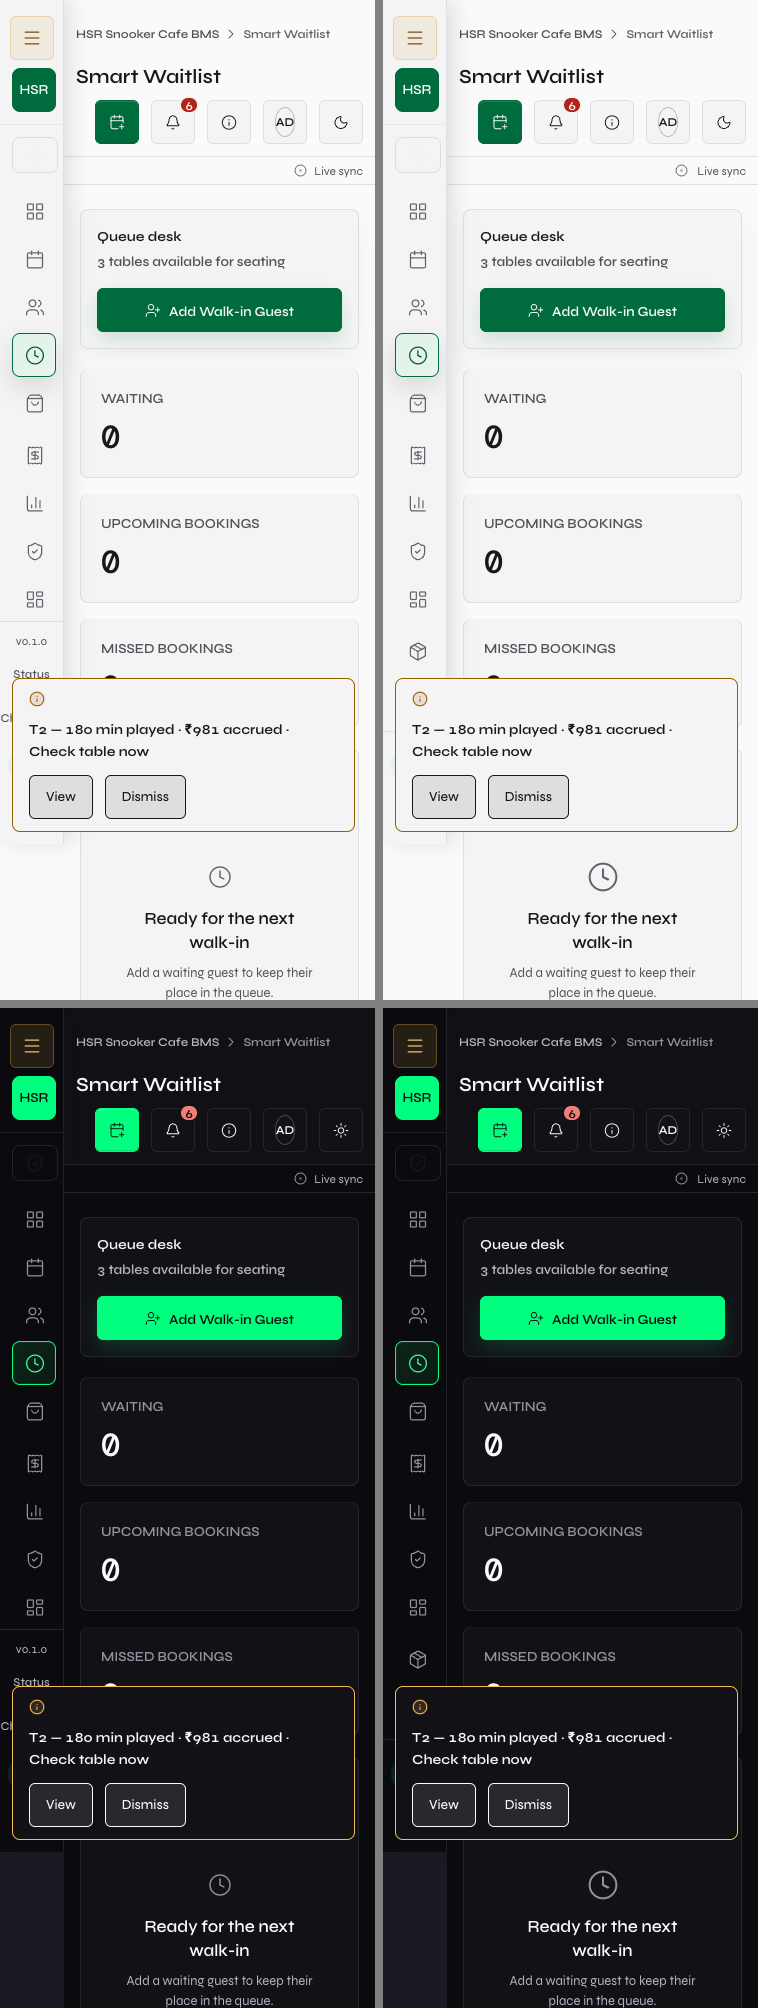 HSR Snooker Cafe BMS > Smart Waitlist
HSR
Smart Waitlist
6
AD
Live sync
Queue desk
3 tables available for seating
Add Walk-in Guest
WAITING
0
UPCOMING BOOKINGS
0
MISSED BOOKINGS
v0.1.0
Status
T2 — 180 min played · ₹981 accrued ·
Check table now
View Dismiss
Ready for the next
walk-in
Add a waiting guest to keep their
place in the queue.
HSR Snooker Cafe BMS > Smart Waitlist
HSR
Smart Waitlist
6
AD
Live sync
Queue desk
3 tables available for seating
Add Walk-in Guest
WAITING
0
UPCOMING BOOKINGS
0
MISSED BOOKINGS
T2 — 180 min played · ₹981 accrued ·
Check table now
View Dismiss
Ready for the next
walk-in
Add a waiting guest to keep their
place in the queue.
HSR Snooker Cafe BMS > Smart Waitlist
HSR
Smart Waitlist
6
AD
Live sync
Queue desk
3 tables available for seating
Add Walk-in Guest
WAITING
0
UPCOMING BOOKINGS
0
MISSED BOOKINGS
v0.1.0
Status
T2 — 180 min played · ₹981 accrued ·
Check table now
View Dismiss
Ready for the next
walk-in
Add a waiting guest to keep their
place in the queue.
HSR Snooker Cafe BMS > Smart Waitlist
HSR
Smart Waitlist
6
AD
Live sync
Queue desk
3 tables available for seating
Add Walk-in Guest
WAITING
0
UPCOMING BOOKINGS
0
MISSED BOOKINGS
T2 — 180 min played · ₹981 accrued ·
Check table now
View Dismiss
Ready for the next
walk-in
Add a waiting guest to keep their
place in the queue.